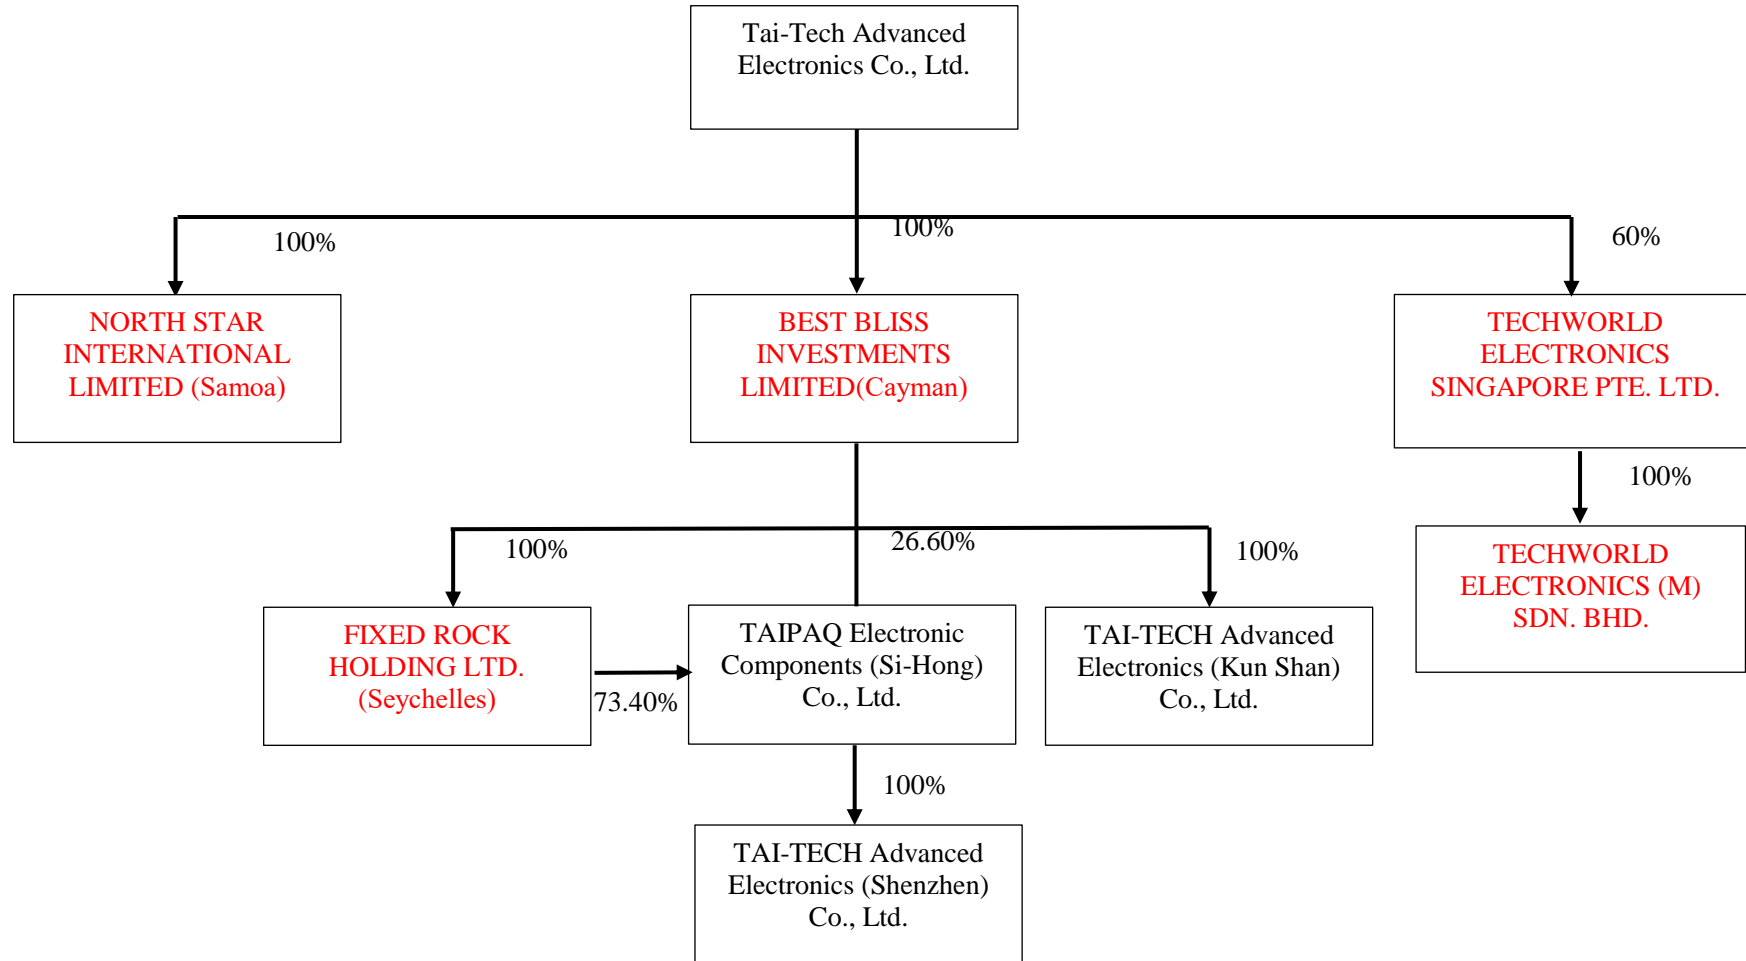 Tai-Tech Advanced
Electronics Co., Ltd.
100%
100%
60%
NORTH STAR
INTERNATIONAL
LIMITED (Samoa)
BEST BLISS
INVESTMENTS
LIMITED(Cayman)
TECHWORLD
ELECTRONICS
SINGAPORE PTE. LTD.
100%
100%
26.60%
100%
TECHWORLD
ELECTRONICS (M)
SDN. BHD.
FIXED ROCK
HOLDING LTD.
(Seychelles)
73.40%
TAIPAQ Electronic
Components (Si-Hong)
Co., Ltd.
TAI-TECH Advanced
Electronics (Kun Shan)
Co., Ltd.
100%
TAI-TECH Advanced
Electronics (Shenzhen)
Co., Ltd.